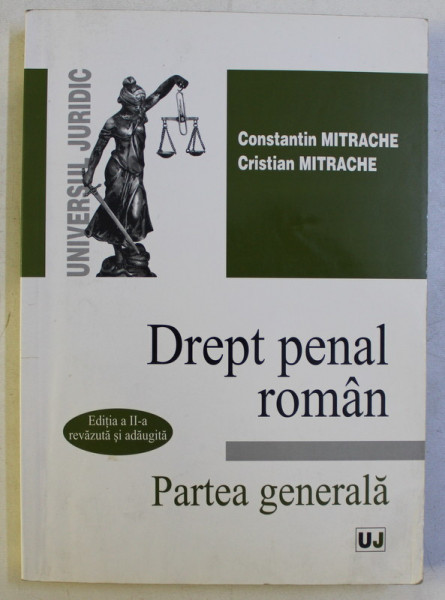 UNIVERSUL JURIDIC
Constantin MITRACHE
Cristian MITRACHE
Drept penal
român
Ediția a II-a
revăzută și adăugită
Partea generală
UJ